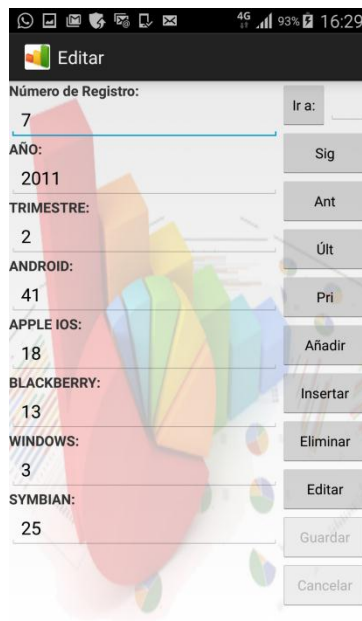 4G 93% 16:29
Editar
Número de Registro:
7
Ir a:
AÑO:
2011
Sig
TRIMESTRE:
2
Ant
ANDROID:
41
Últ
Pri
APPLE IOS:
18
Añadir
BLACKBERRY:
13
Insertar
WINDOWS:
3
Eliminar
SYMBIAN:
25
Editar
Guardar
Cancelar